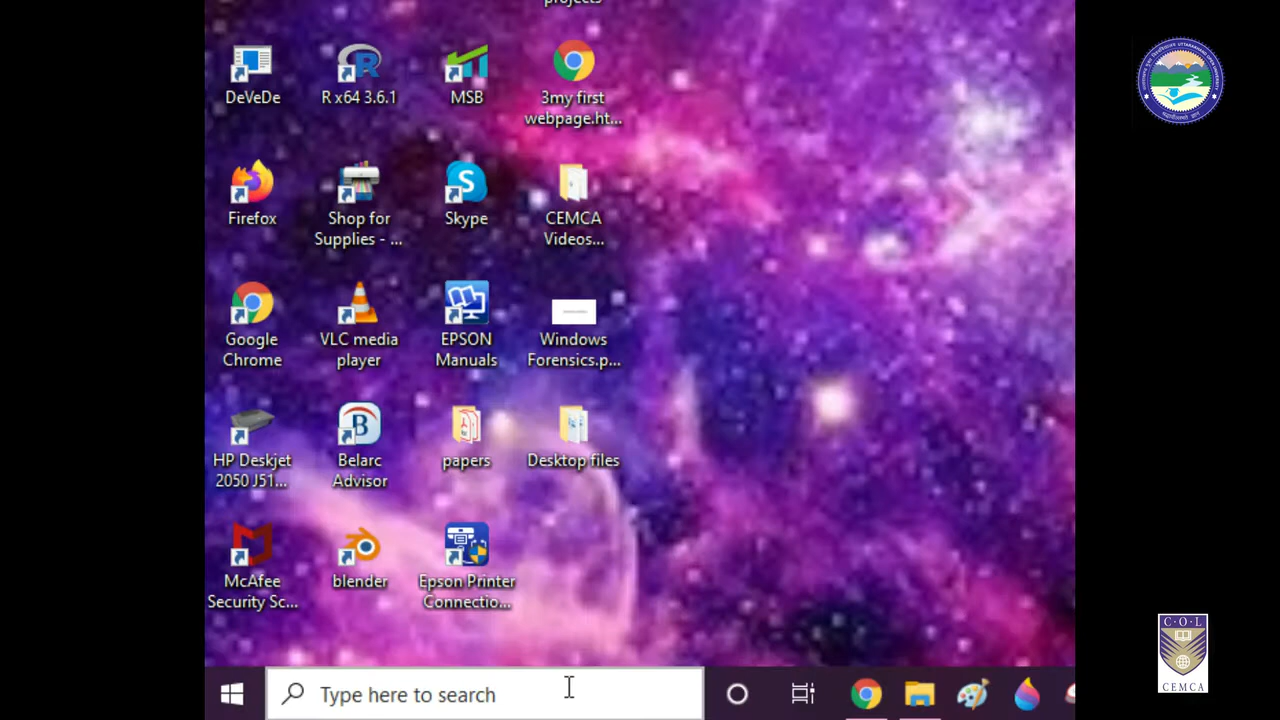 projects
DeVeDe
R x64 3.6.1
MSB
3my first
webpage.ht...
Firefox
Shop for
Supplies - ...
Skype
CEMCA
Videos...
Google
Chrome
VLC media
player
EPSON
Manuals
Windows
Forensics.p...
HP Deskjet
2050 J51...
Belarc
Advisor
papers
Desktop files
McAfee
Security Sc...
blender
Epson Printer
Connectio...
Type here to search
C·O·L
CEMCA